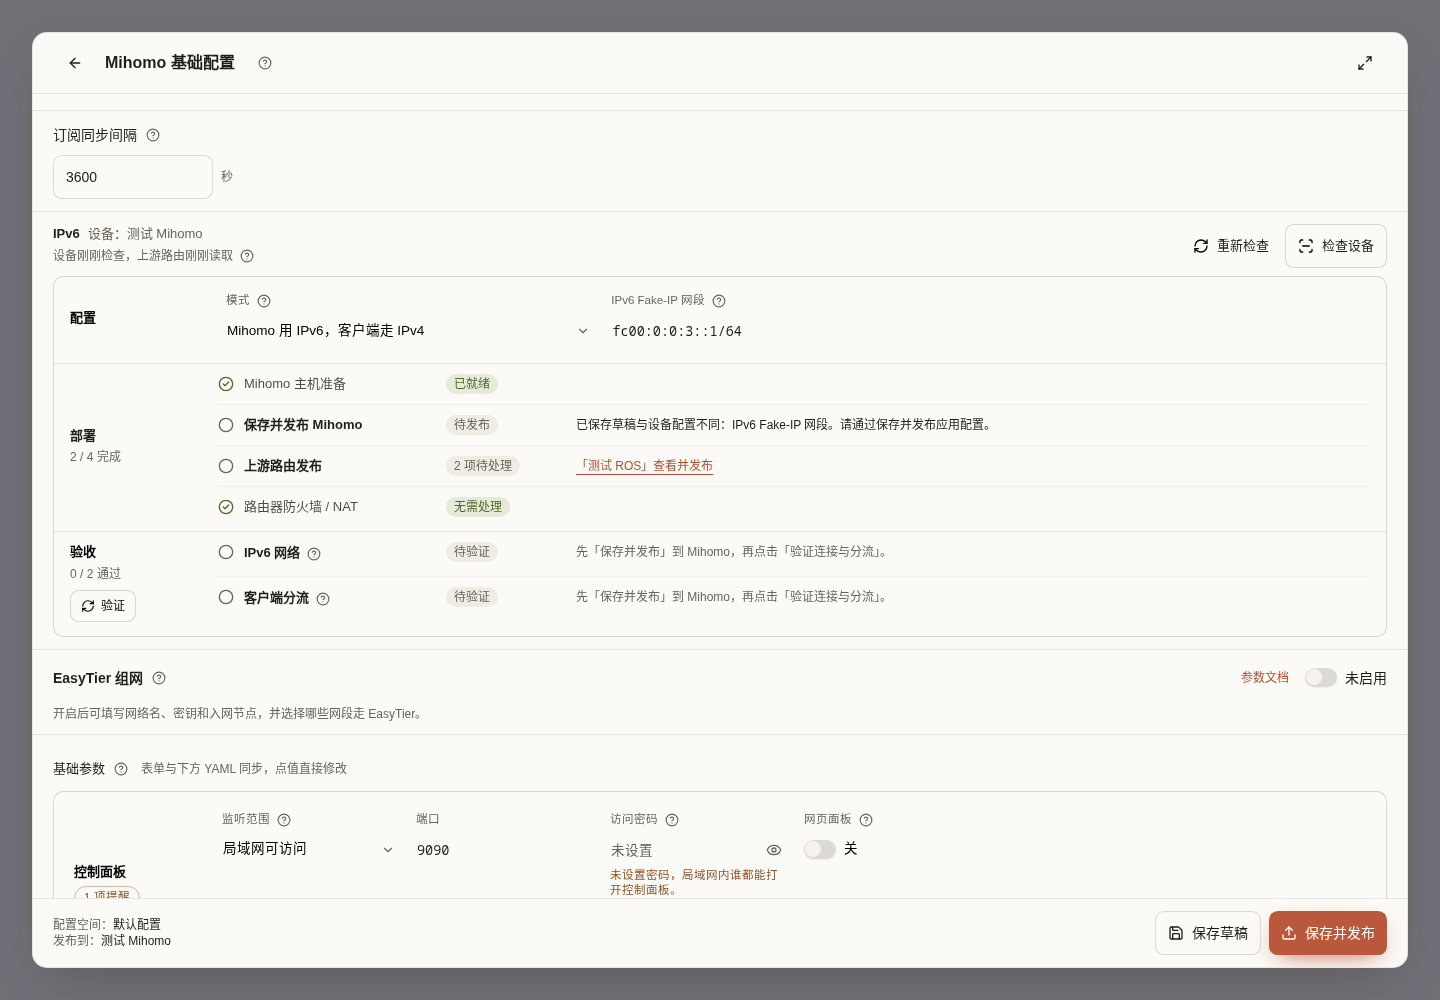 Mihomo 基础配置
订阅同步间隔
3600 秒
IPv6 设备：测试 Mihomo
设备刚刚检查，上游路由刚刚读取
重新检查
检查设备
配置
模式
IPv6 Fake-IP 网段
Mihomo 用 IPv6，客户端走 IPv4
fc00:0:0:3::1/64
部署
2 / 4 完成
Mihomo 主机准备 已就绪
保存并发布 Mihomo 待发布 已保存草稿与设备配置不同：IPv6 Fake-IP 网段。请通过保存并发布应用配置。
上游路由发布 2 项待处理 「测试 ROS」查看并发布
路由器防火墙 / NAT 无需处理
验收
0 / 2 通过
验证
IPv6 网络 待验证 先「保存并发布」到 Mihomo，再点击「验证连接与分流」。
客户端分流 待验证 先「保存并发布」到 Mihomo，再点击「验证连接与分流」。
EasyTier 组网
参数文档 未启用
开启后可填写网络名、密钥和入网节点，并选择哪些网段走 EasyTier。
基础参数 表单与下方 YAML 同步，点值直接修改
控制面板
1 项提醒
监听范围 端口 访问密码 网页面板
局域网可访问 9090 未设置 关
未设置密码，局域网内谁都能打
开控制面板。
配置空间：默认配置
发布到：测试 Mihomo
保存草稿
保存并发布